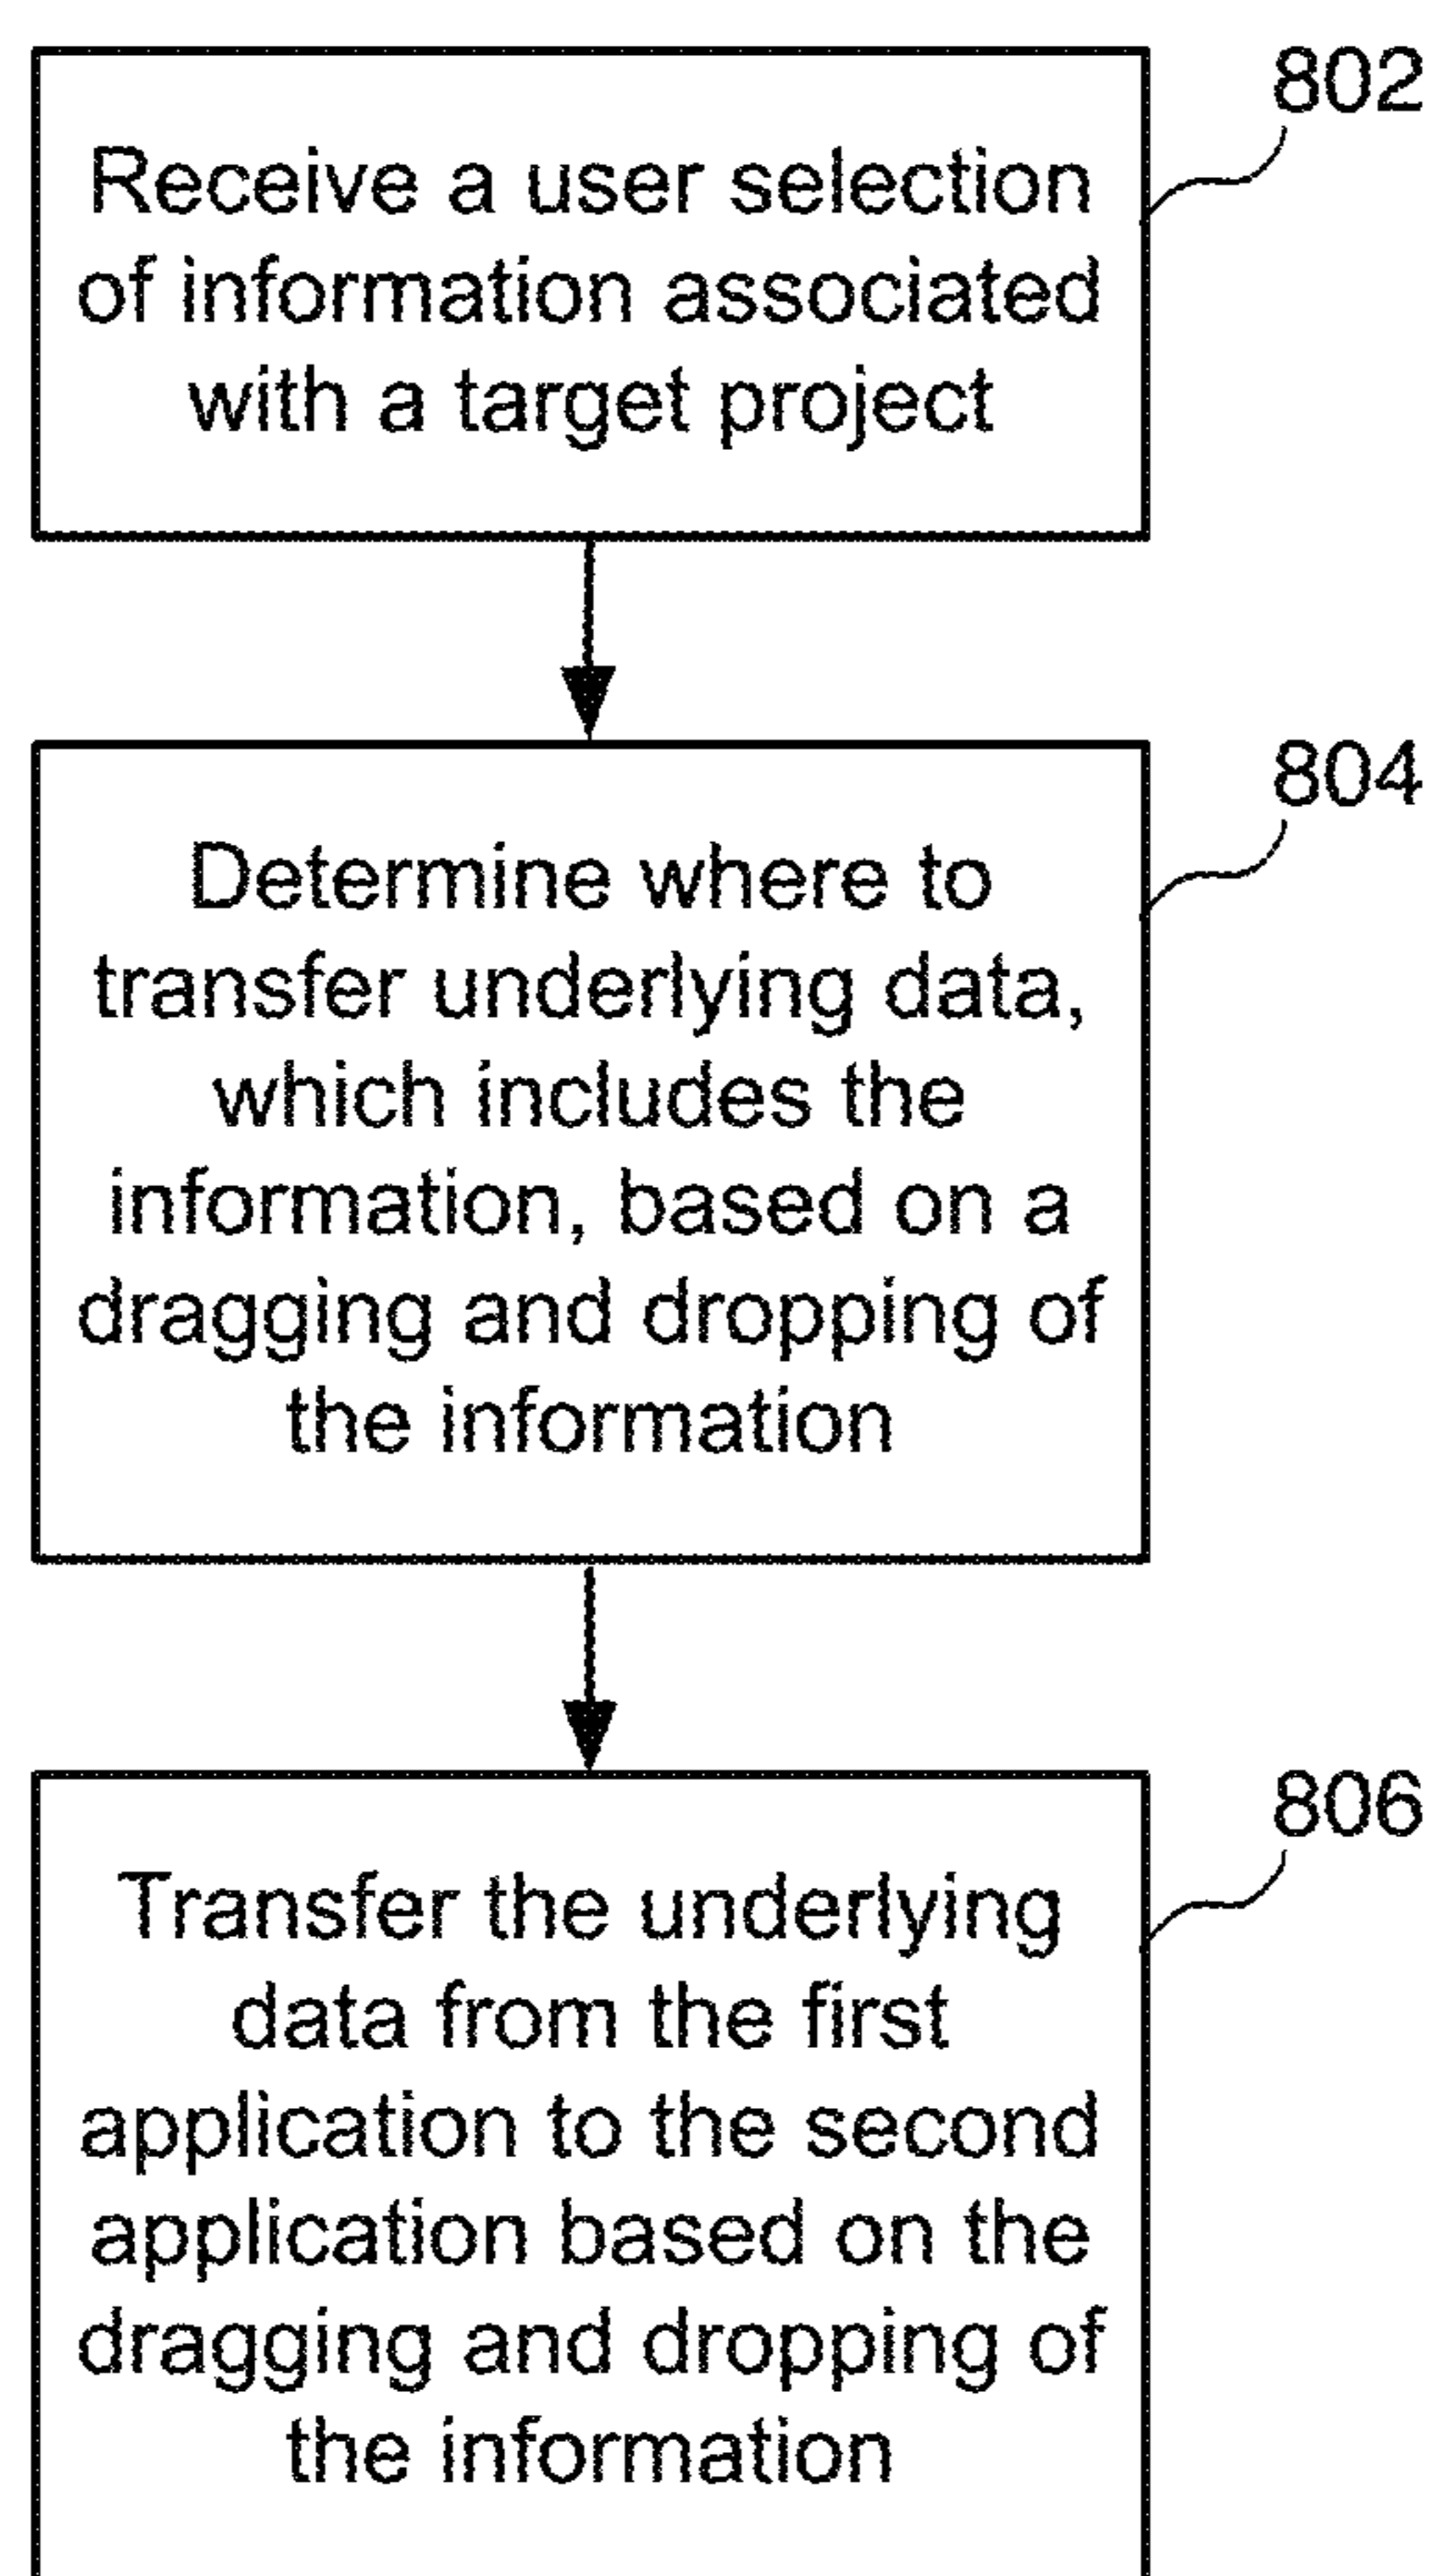 802
Receive a user selection
of information associated
with a target project
804
Determine where to
transfer underlying data,
which includes the
information, based on a
dragging and dropping of
the information
806
Transfer the underlying
data from the first
application to the second
application based on the
dragging and dropping of
the information